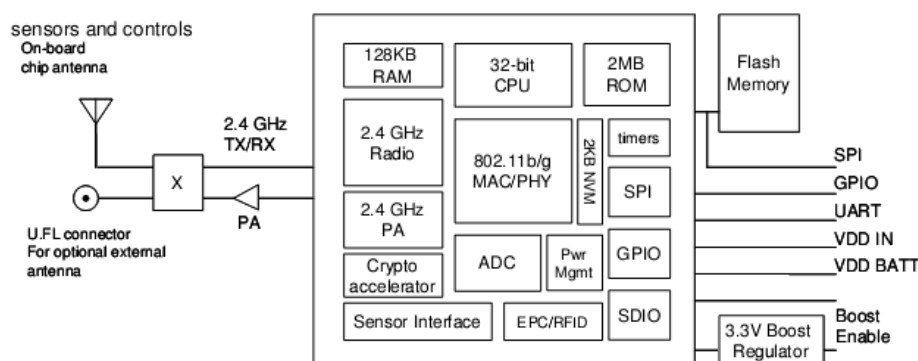 sensors and controls
On-board
chip antenna
2.4 GHz
TX/RX
X
PA
U.FL connector
For optional external
antenna
128KB
RAM
32-bit
CPU
2MB
ROM
2.4 GHz
Radio
802.11b/g
MAC/PHY
2KB NVM
timers
SPI
2.4 GHz
PA
ADC
Pwr
Mgmt
GPIO
Crypto
accelerator
Sensor Interface
EPC/RFID
SDIO
Flash
Memory
SPI
GPIO
UART
VDD IN
VDD BATT
Boost
Enable
3.3V Boost
Regulator